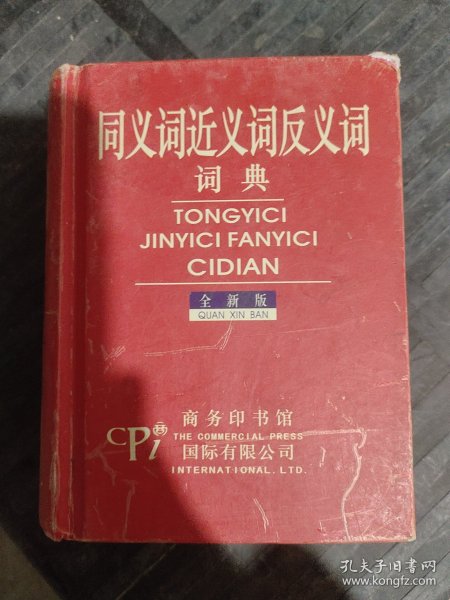 同义词近义词反义词
词典
TONGYICI
JINYICI FANYICI
CIDIAN
全新版
QUAN XIN BAN
CPi
商务印书馆
THE COMMERCIAL PRESS
国际有限公司
INTERNATIONAL. LTD.
孔夫子旧书网
www.kongfz.com